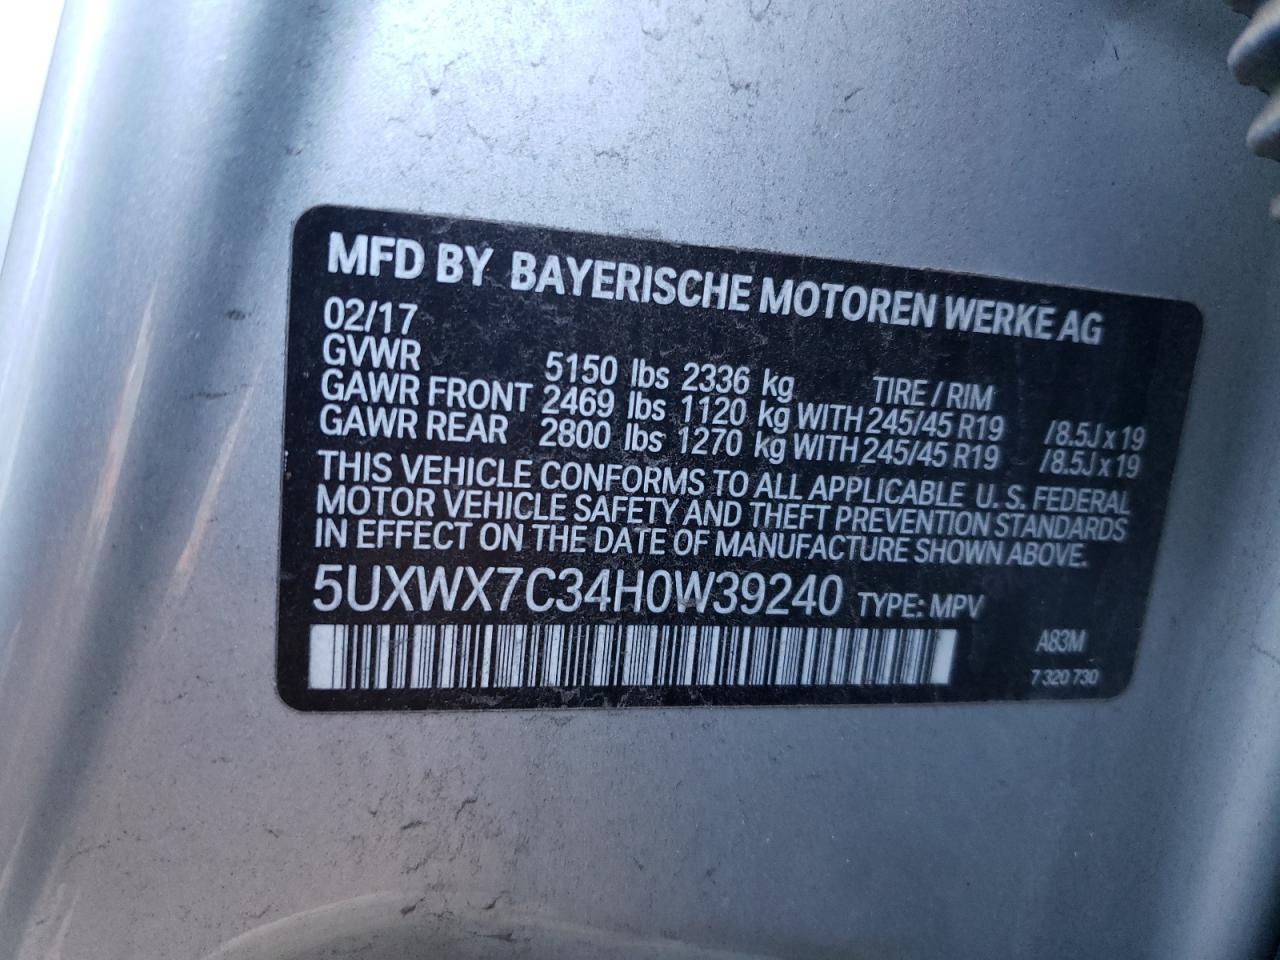 MFD BY BAYERISCHE MOTOREN WERKE AG
02/17
GVWR 5150 lbs 2336 kg TIRE / RIM
GAWR FRONT 2469 lbs 1120 kg WITH 245/45 R19 /8.5J x 19
GAWR REAR 2800 lbs 1270 kg WITH 245/45 R19 /8.5J x 19
THIS VEHICLE CONFORMS TO ALL APPLICABLE U.S. FEDERAL
MOTOR VEHICLE SAFETY AND THEFT PREVENTION STANDARDS
IN EFFECT ON THE DATE OF MANUFACTURE SHOWN ABOVE.
5UXWX7C34H0W39240 TYPE: MPV
A83M
7 320 730